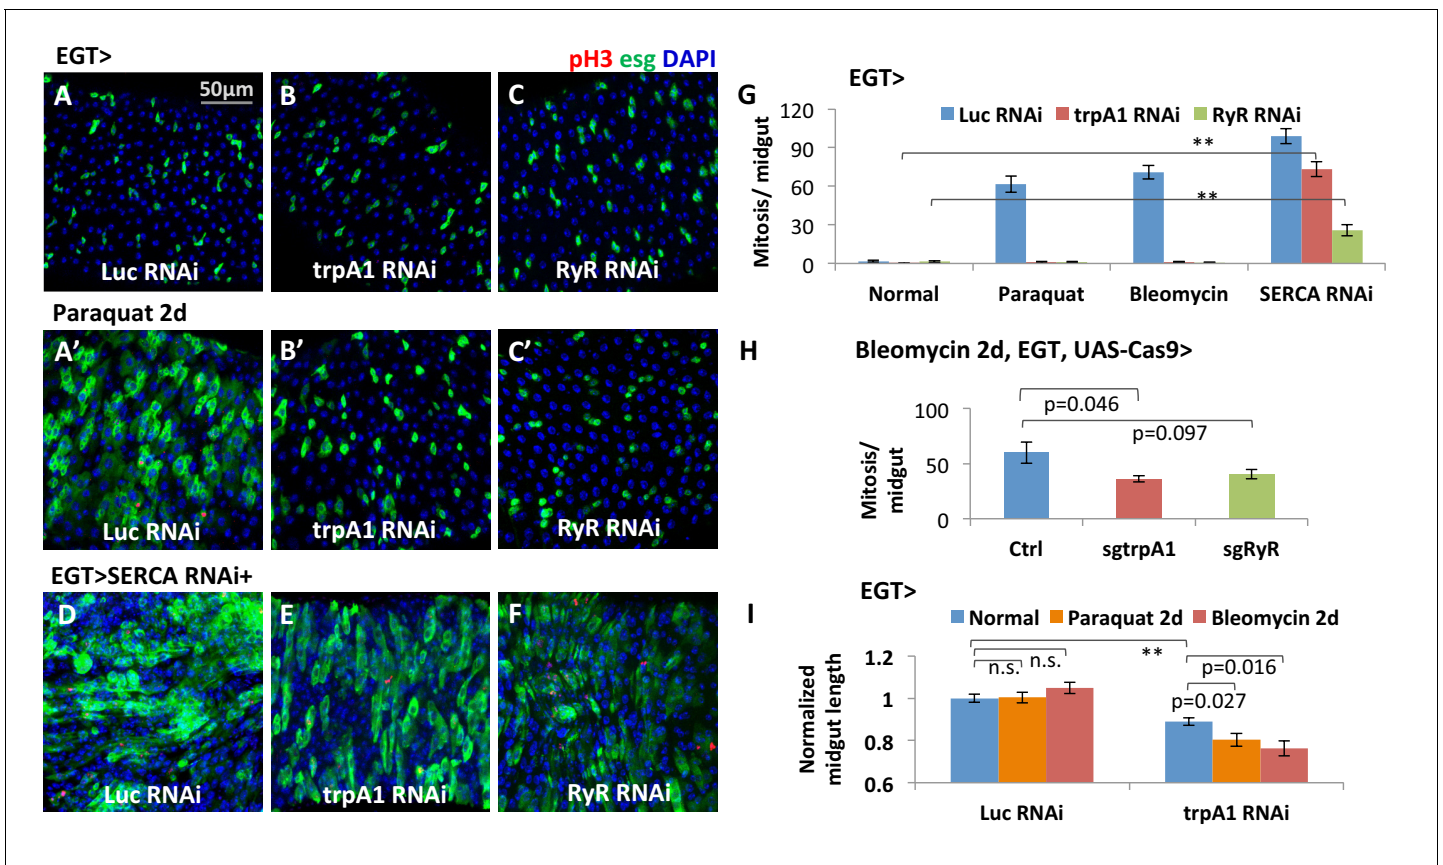 EGT>
pH3 esg DAPI
A
50µm
Luc RNAi
B
trpA1 RNAi
C
RyR RNAi
Paraquat 2d
A’
Luc RNAi
B’
trpA1 RNAi
C’
RyR RNAi
EGT>SERCA RNAi+
D
Luc RNAi
E
trpA1 RNAi
F
RyR RNAi
G
EGT>
Luc RNAi trpA1 RNAi RyR RNAi
Mitosis/ midgut
120
90
60
30
0
**
**
Normal Paraquat Bleomycin SERCA RNAi
H
Bleomycin 2d, EGT, UAS-Cas9>
Mitosis/
midgut
100
50
0
p=0.046
p=0.097
Ctrl sgtrpA1 sgRyR
I
EGT>
Normal Paraquat 2d Bleomycin 2d
Normalized
midgut length
1.2
1
0.8
0.6
n.s.
n.s.
**
p=0.016
p=0.027
Luc RNAi trpA1 RNAi